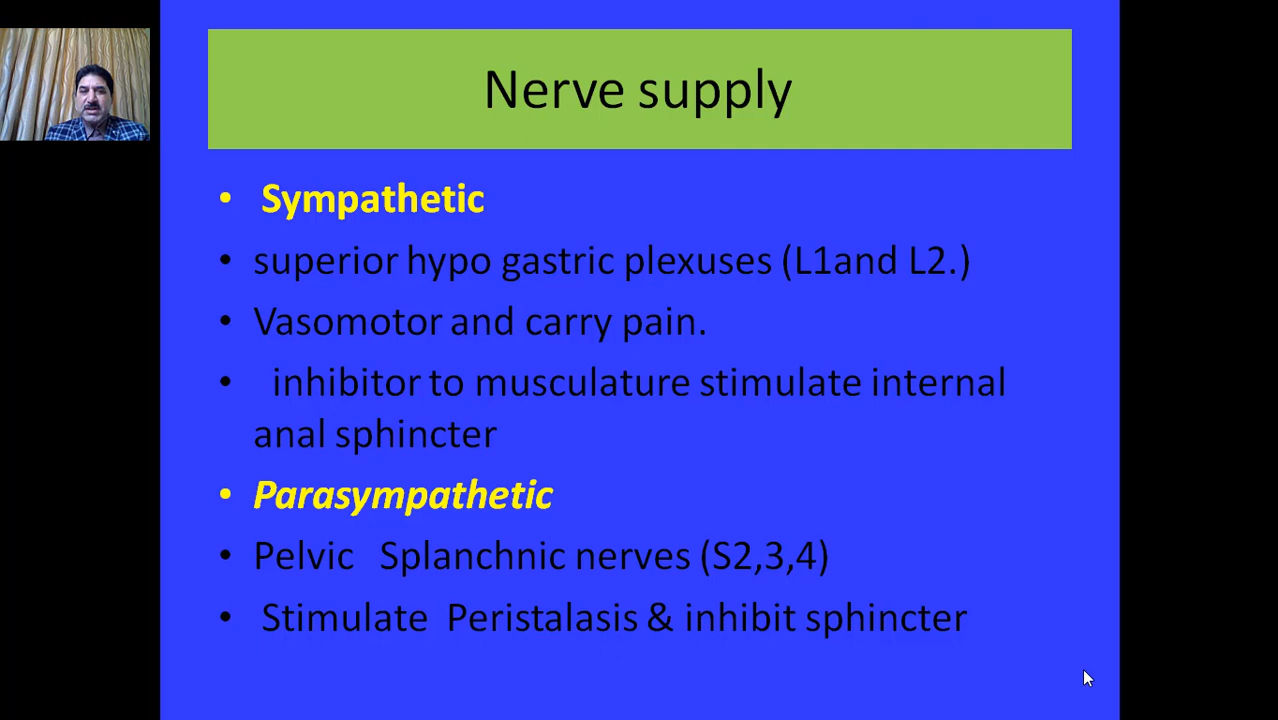 Nerve supply
• Sympathetic
• superior hypo gastric plexuses (L1and L2.)
• Vasomotor and carry pain.
• inhibitor to musculature stimulate internal
anal sphincter
• Parasympathetic
• Pelvic Splanchnic nerves (S2,3,4)
• Stimulate Peristalasis & inhibit sphincter